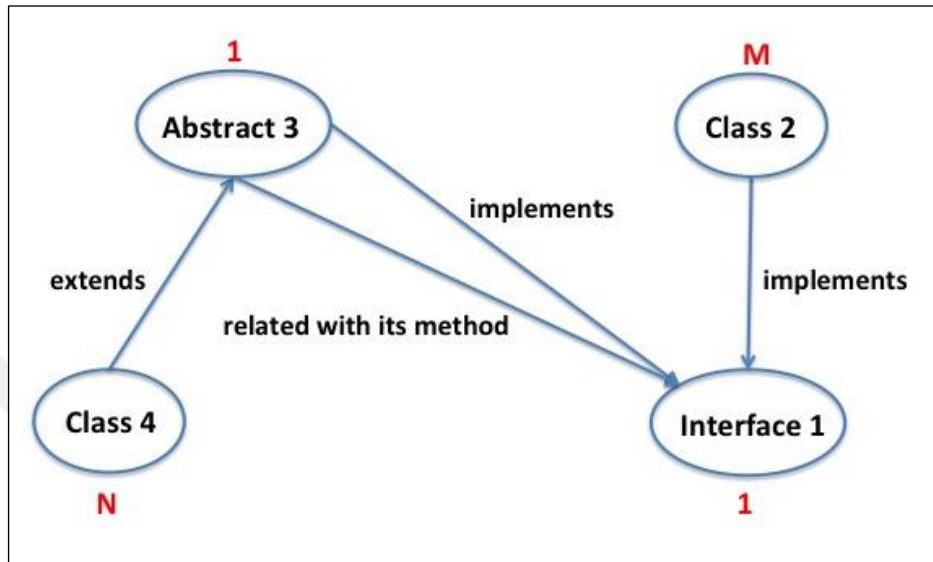 1
M
Abstract 3
Class 2
implements
extends
implements
related with its method
Class 4
Interface 1
N
1